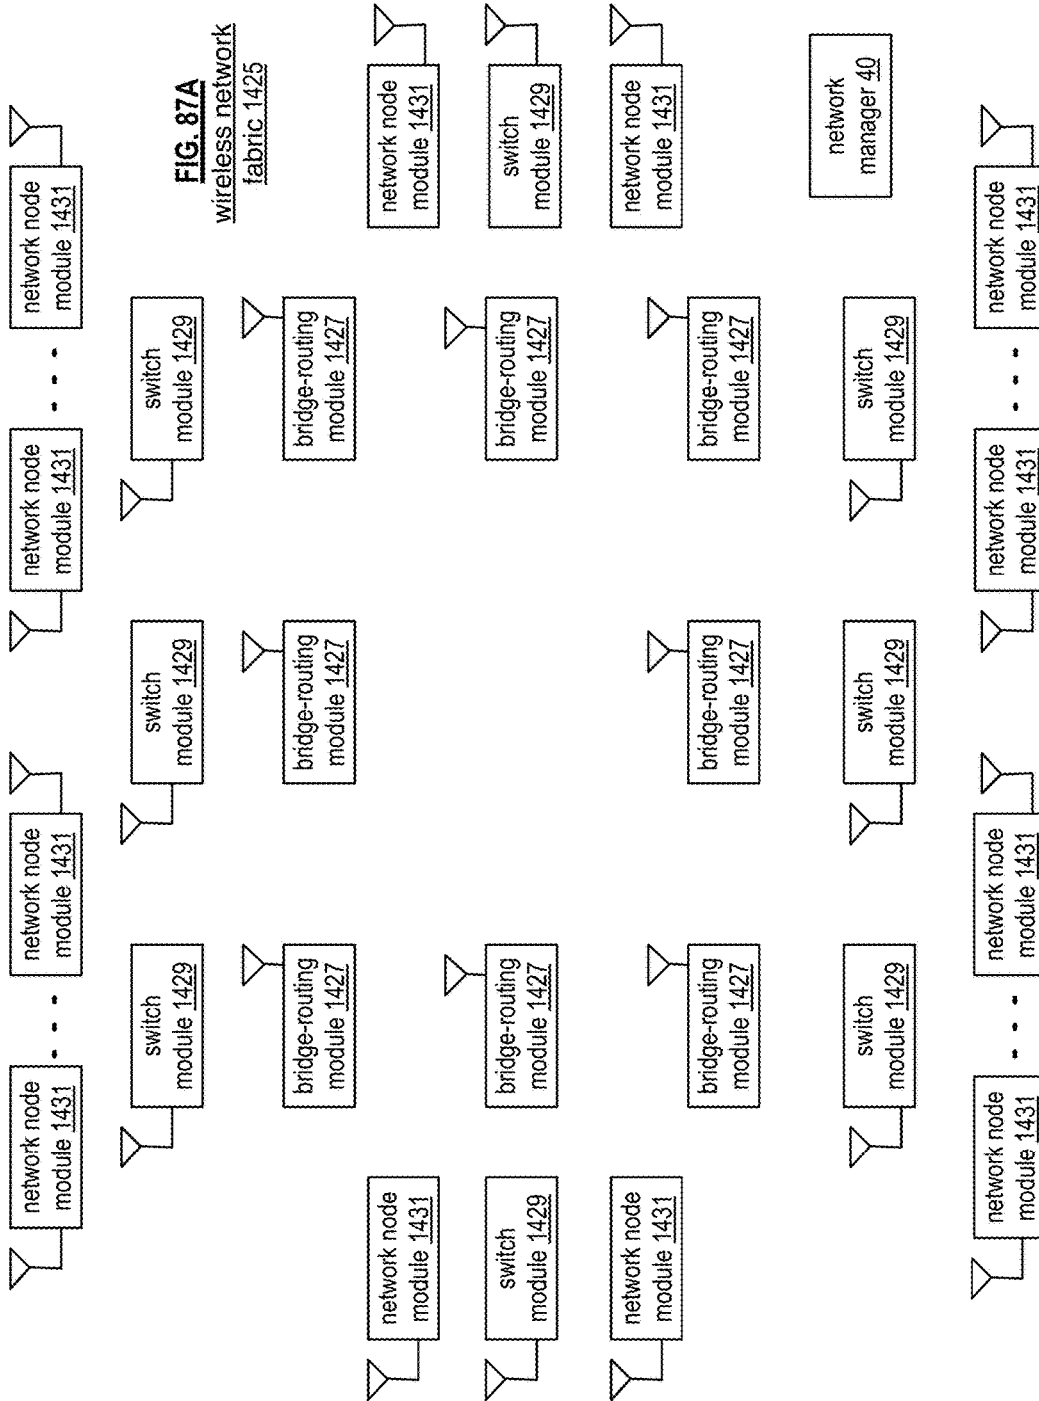 network node
module 1431
network node
module 1431
network node
module 1431
network node
module 1431
switch
module 1429
switch
module 1429
switch
module 1429
FIG. 87A
wireless network
fabric 1425
bridge-routing
module 1427
bridge-routing
module 1427
bridge-routing
module 1427
network node
module 1431
network node
module 1431
switch
module 1429
bridge-routing
module 1427
bridge-routing
module 1427
switch
module 1429
network node
module 1431
network node
module 1431
bridge-routing
module 1427
bridge-routing
module 1427
bridge-routing
module 1427
switch
module 1429
switch
module 1429
switch
module 1429
network
manager 40
network node
module 1431
network node
module 1431
network node
module 1431
network node
module 1431